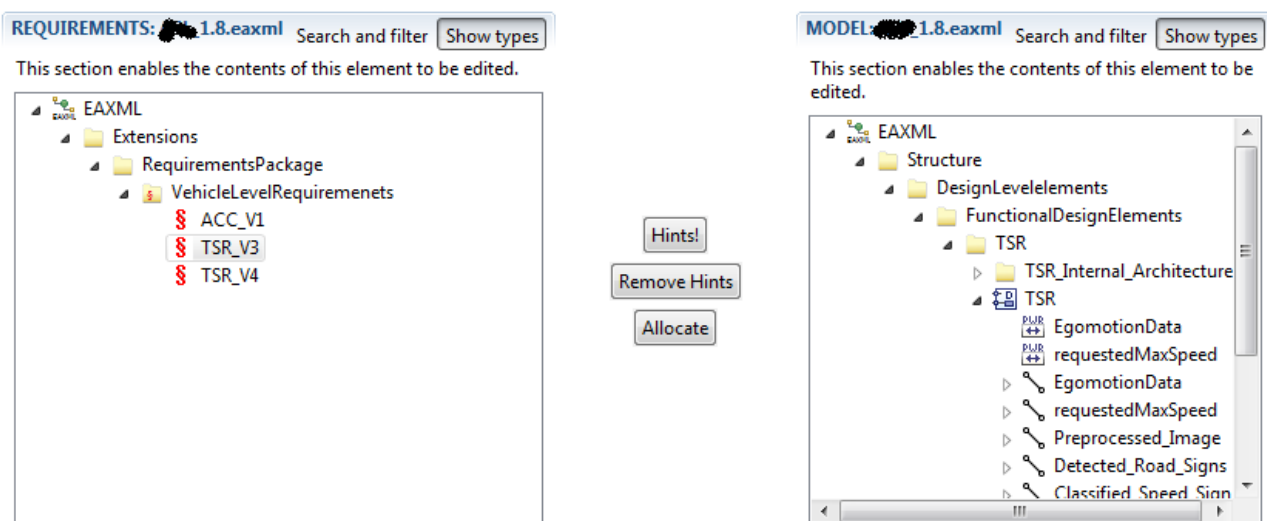 REQUIREMENTS: 1.8.eaxml Search and filter Show types
This section enables the contents of this element to be edited.
EAXML
Extensions
RequirementsPackage
VehicleLevelRequiremenets
§ ACC_V1
§ TSR_V3
§ TSR_V4
Hints!
Remove Hints
Allocate
MODEL: _1.8.eaxml Search and filter Show types
This section enables the contents of this element to be
edited.
EAXML
Structure
DesignLevelelements
FunctionalDesignElements
TSR
TSR_Internal_Architecture
TSR
EgomotionData
requestedMaxSpeed
EgomotionData
requestedMaxSpeed
Preprocessed_Image
Detected_Road_Signs
Classified_Speed_Sign